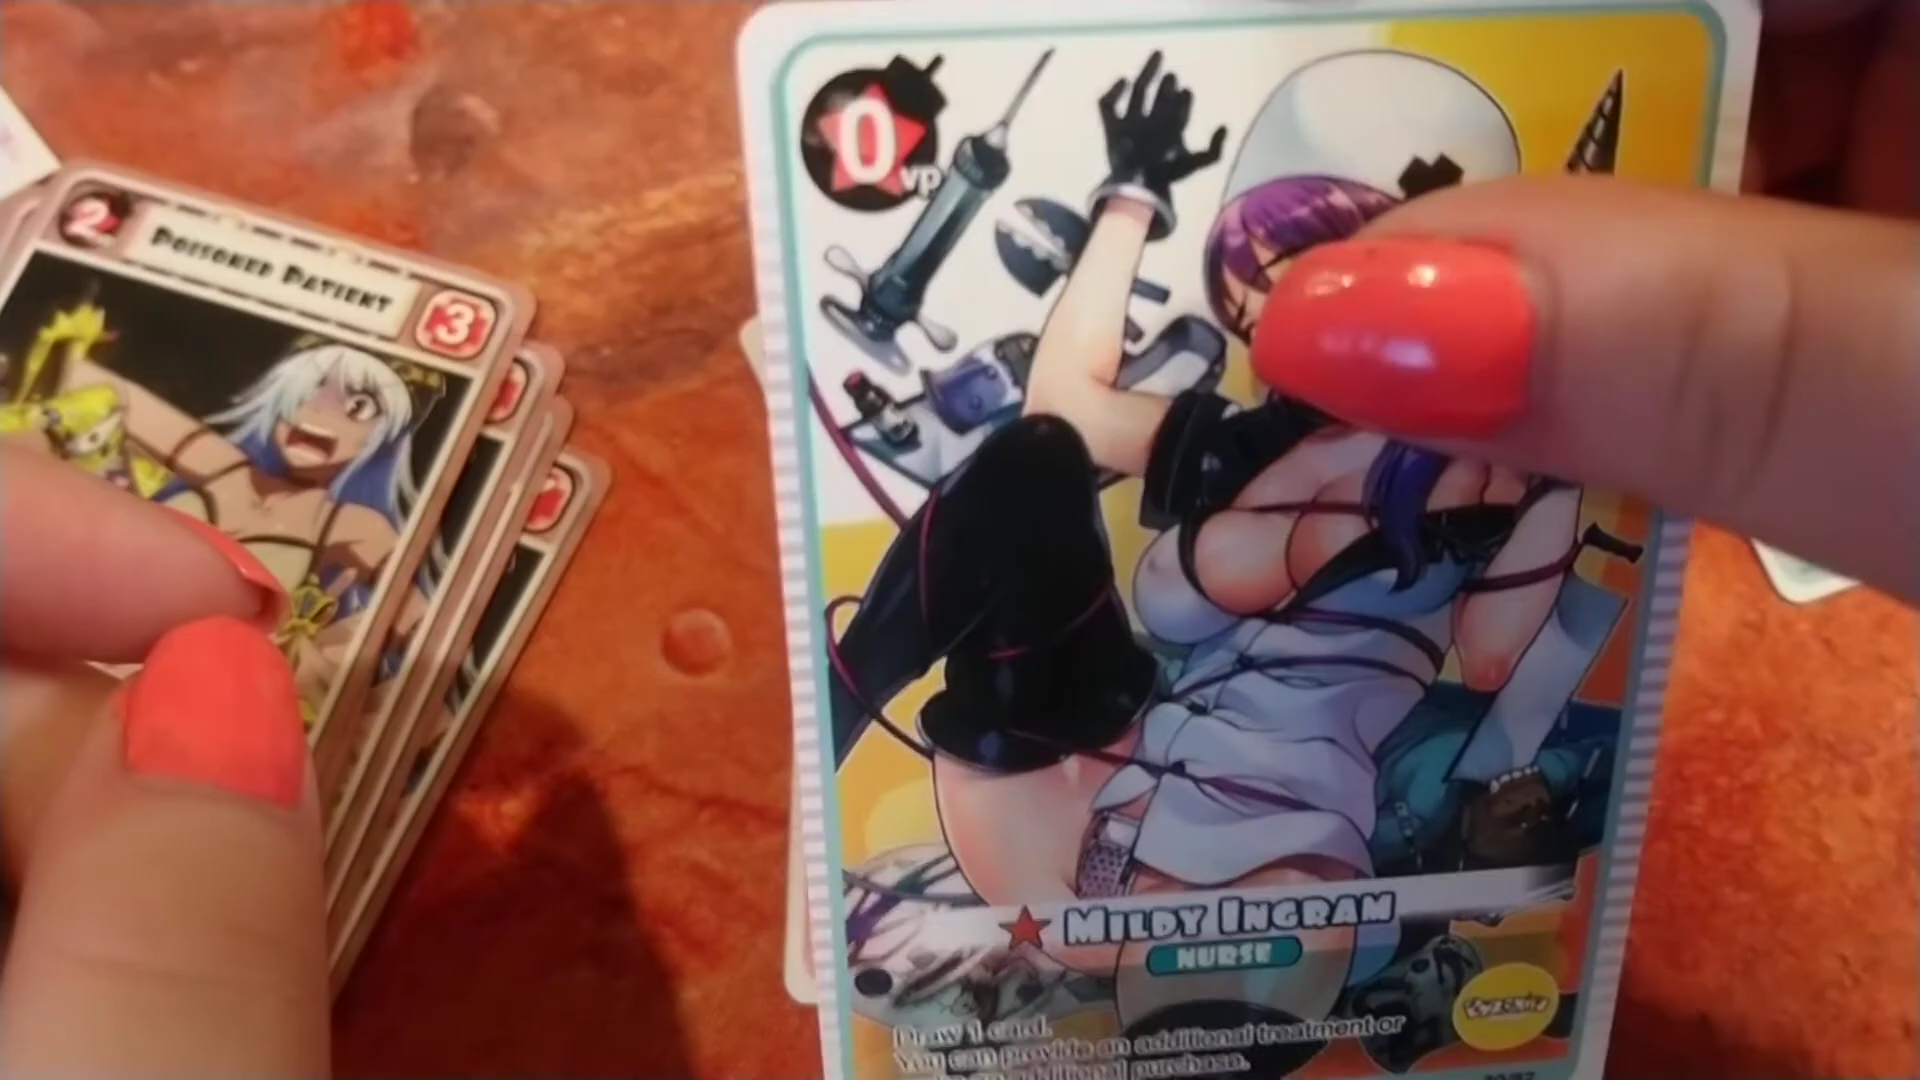 2
POISONED PATIENT
3
0
VP
MILDY INGRAM
NURSE
Draw 1 card.
You can provide an additional treatment or
an additional purchase.